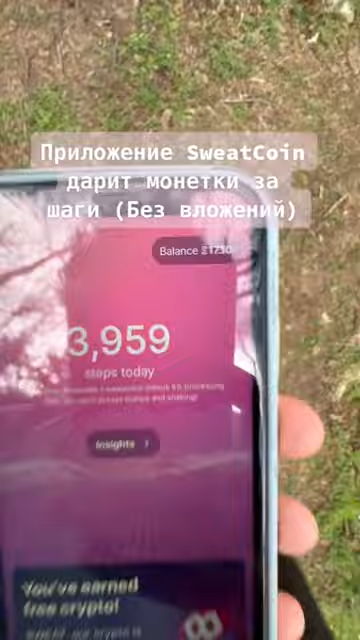 Приложение SweatCoin
дарит монетки за
шаги (Без вложений)
Balance 1730
3,959
steps today
Insights
You've earned
free crypto!